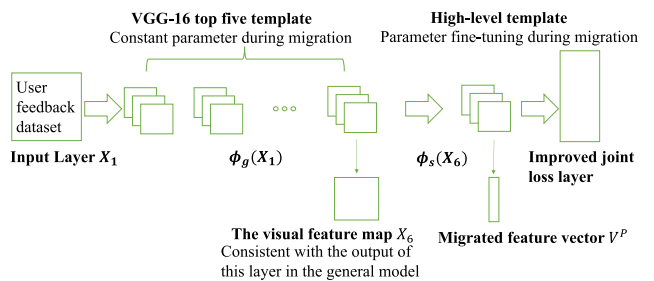 VGG-16 top five template
Constant parameter during migration
High-level template
Parameter fine-tuning during migration
User
feedback
dataset
Input Layer X₁
ϕg(X₁)
ϕs(X₆)
Improved joint
loss layer
The visual feature map X₆
Consistent with the output of
this layer in the general model
Migrated feature vector Vᴾ